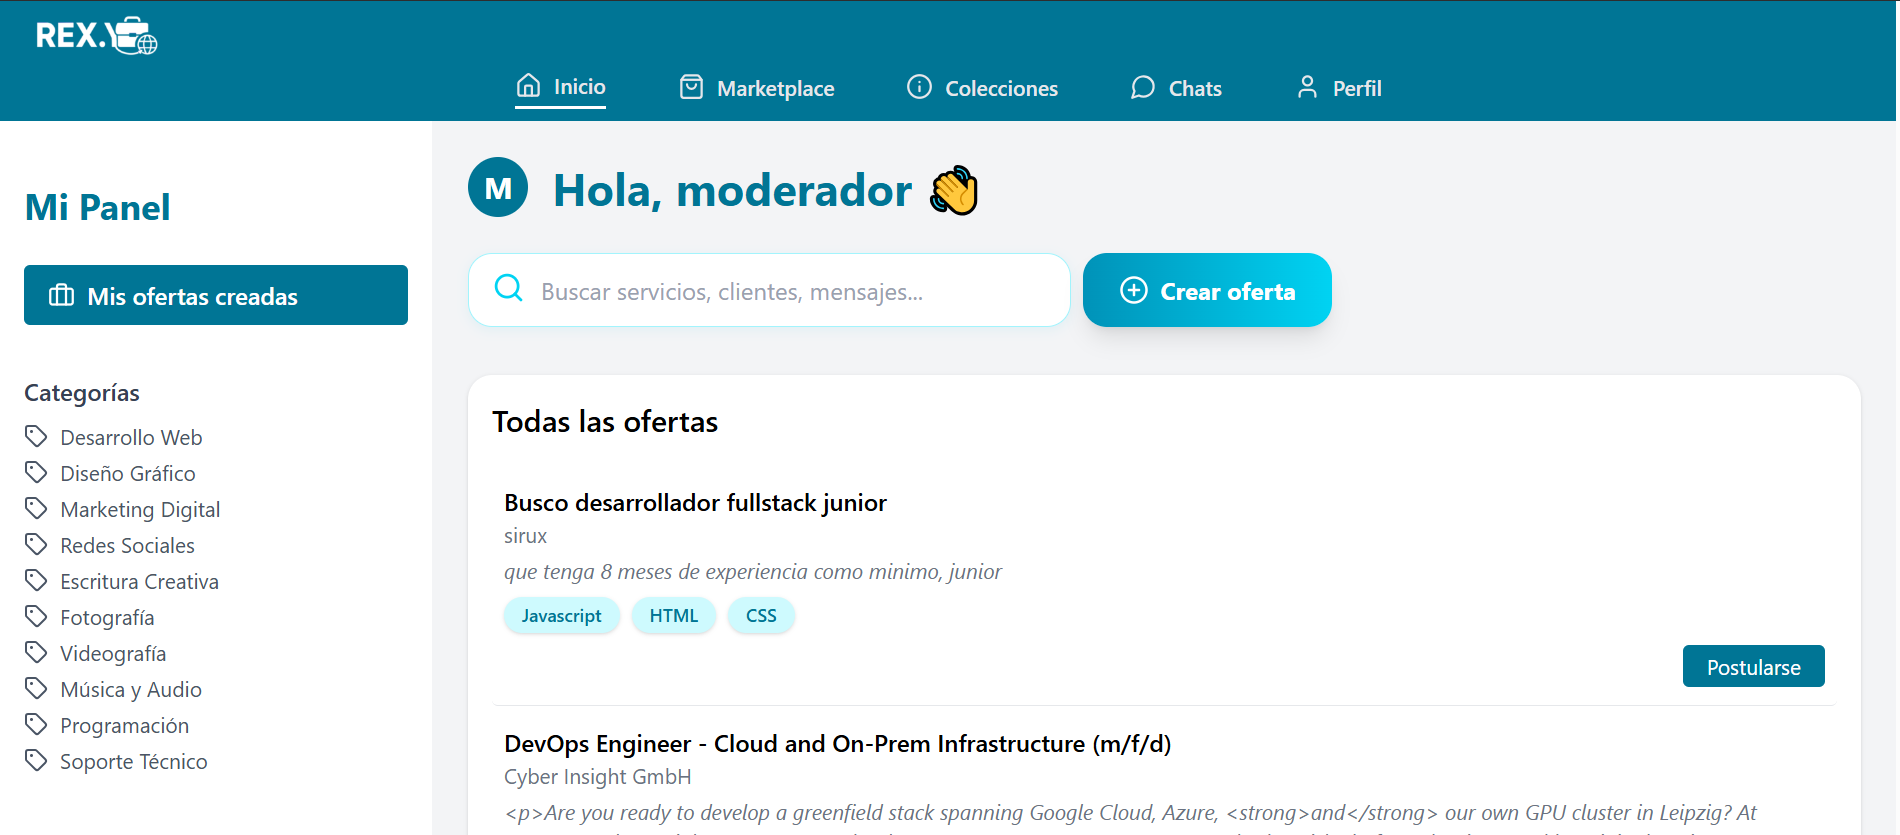 REX.Y
Inicio
Marketplace
Colecciones
Chats
Perfil
Mi Panel
Mis ofertas creadas
Categorías
Desarrollo Web
Diseño Gráfico
Marketing Digital
Redes Sociales
Escritura Creativa
Fotografía
Videografía
Música y Audio
Programación
Soporte Técnico
M
Hola, moderador 👋
Buscar servicios, clientes, mensajes...
Crear oferta
Todas las ofertas
Busco desarrollador fullstack junior
sirux
que tenga 8 meses de experiencia como minimo, junior
Javascript
HTML
CSS
Postularse
DevOps Engineer - Cloud and On-Prem Infrastructure (m/f/d)
Cyber Insight GmbH
<p>Are you ready to develop a greenfield stack spanning Google Cloud, Azure, <strong>and</strong> our own GPU cluster in Leipzig? At